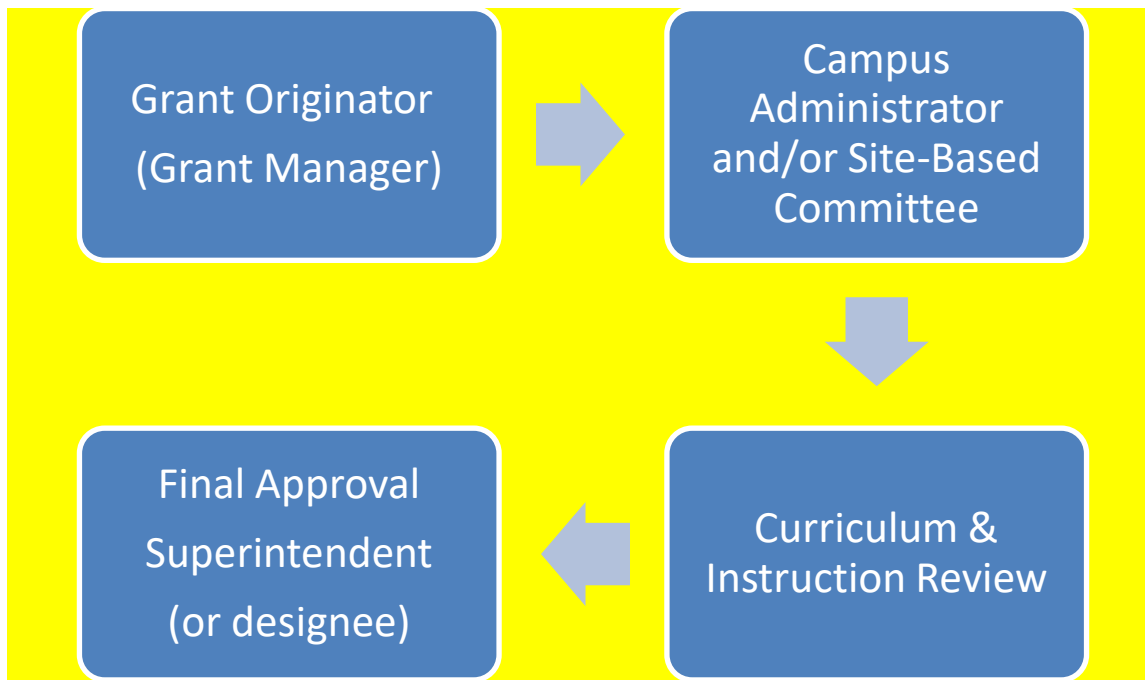 Grant Originator
(Grant Manager)
Campus
Administrator
and/or Site-Based
Committee
Curriculum &
Instruction Review
Final Approval
Superintendent
(or designee)